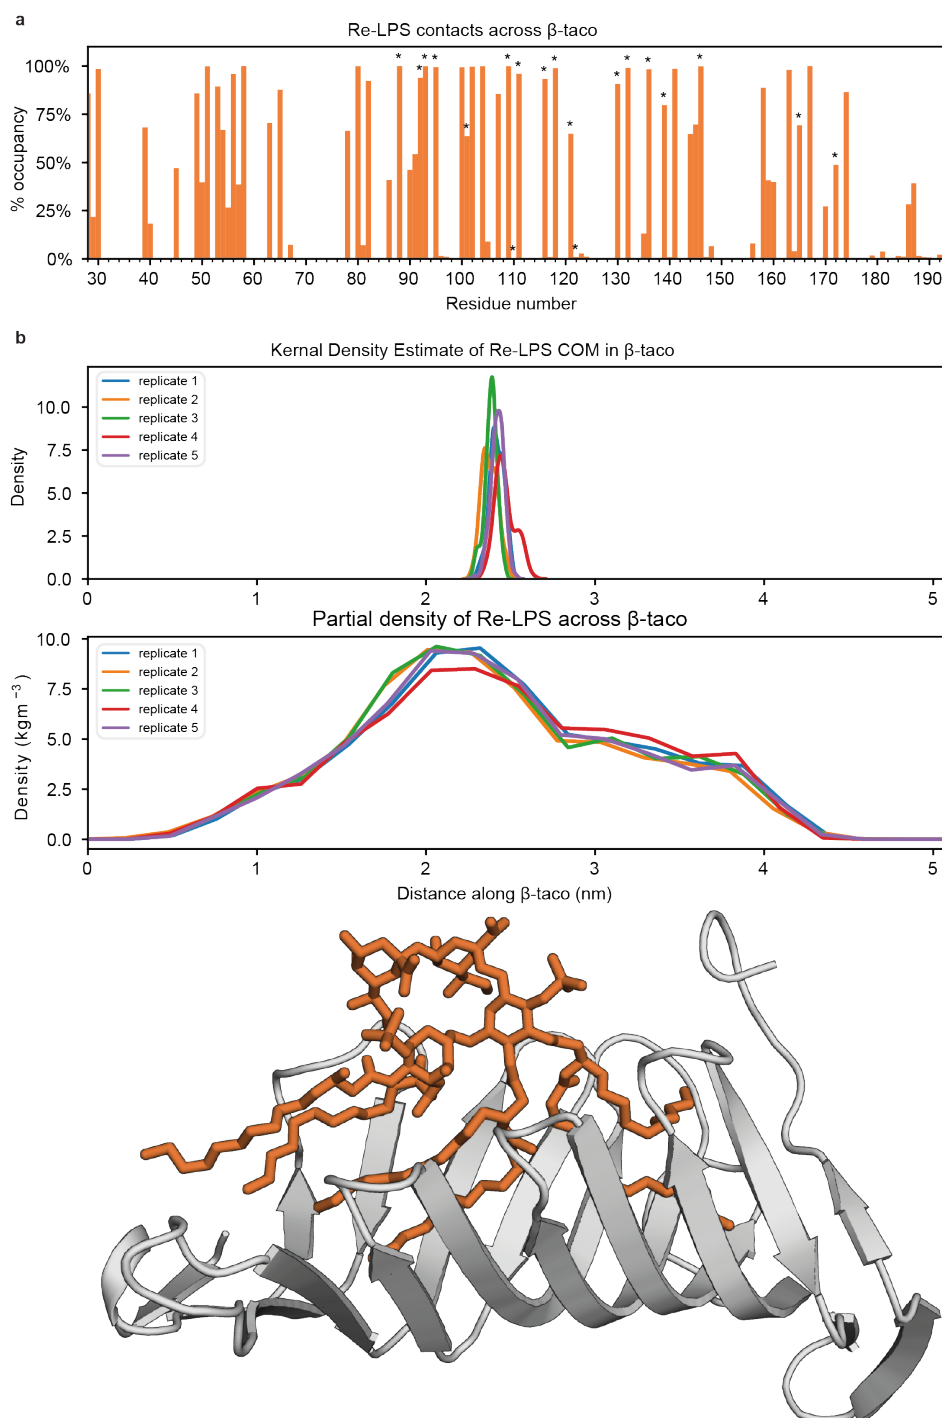 a
Re-LPS contacts across β-taco
100%
75%
50%
25%
0%
% occupancy
* * * * * * * * * * * * * * * * * * * *
30 40 50 60 70 80 90 100 110 120 130 140 150 160 170 180 190
Residue number
b
Kernal Density Estimate of Re-LPS COM in β-taco
replicate 1
replicate 2
replicate 3
replicate 4
replicate 5
10.0
7.5
5.0
2.5
0.0
Density
0 1 2 3 4 5
Partial density of Re-LPS across β-taco
replicate 1
replicate 2
replicate 3
replicate 4
replicate 5
10.0
7.5
5.0
2.5
0.0
Density (kgm⁻³)
0 1 2 3 4 5
Distance along β-taco (nm)